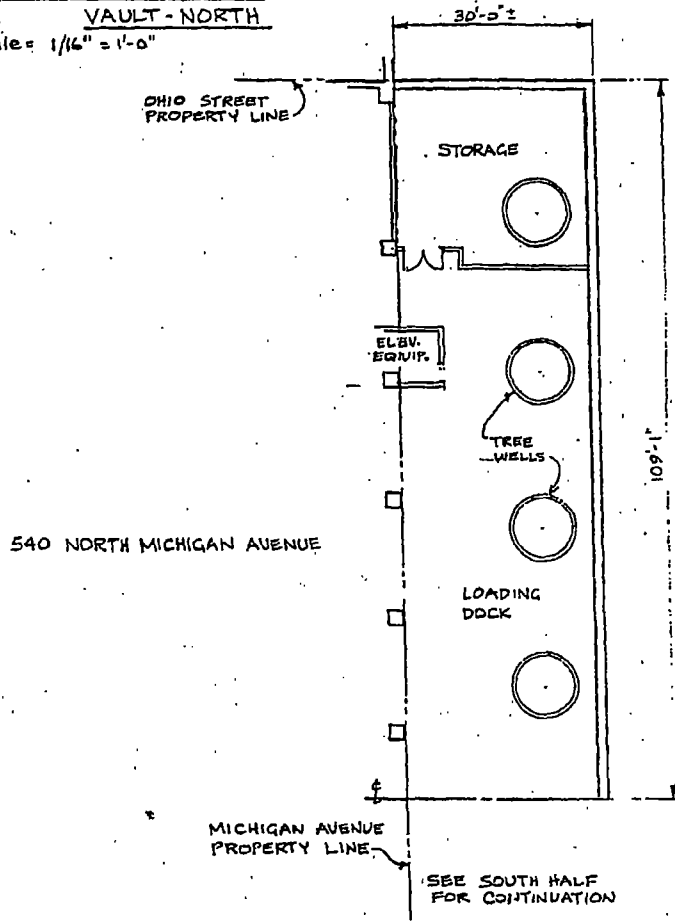 VAULT-NORTH
le= 1/16" = 1'-0"
30'-0"±
OHIO STREET
PROPERTY LINE
STORAGE
ELEV.
EQUIP.
TREE
WELLS
109'-1"
540 NORTH MICHIGAN AVENUE
LOADING
DOCK
MICHIGAN AVENUE
PROPERTY LINE
SEE SOUTH HALF
FOR CONTINUATION